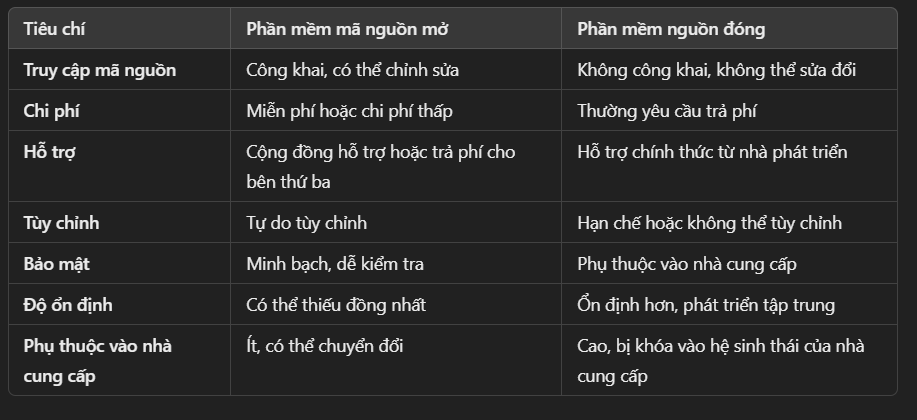 Tiêu chí Phần mềm mã nguồn mở Phần mềm nguồn đóng
Truy cập mã nguồn Công khai, có thể chỉnh sửa Không công khai, không thể sửa đổi
Chi phí Miễn phí hoặc chi phí thấp Thường yêu cầu trả phí
Hỗ trợ Cộng đồng hỗ trợ hoặc trả phí cho Hỗ trợ chính thức từ nhà phát triển
bên thứ ba
Tùy chỉnh Tự do tùy chỉnh Hạn chế hoặc không thể tùy chỉnh
Bảo mật Minh bạch, dễ kiểm tra Phụ thuộc vào nhà cung cấp
Độ ổn định Có thể thiếu đồng nhất Ổn định hơn, phát triển tập trung
Phụ thuộc vào nhà Ít, có thể chuyển đổi Cao, bị khóa vào hệ sinh thái của nhà
cung cấp cung cấp